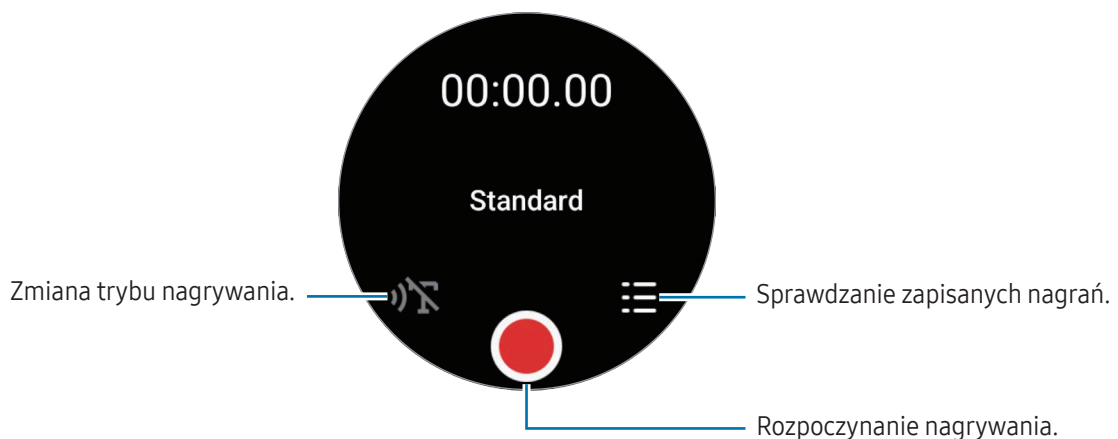 00:00.00
Standard
Zmiana trybu nagrywania.
Sprawdzanie zapisanych nagrań.
Rozpoczynanie nagrywania.